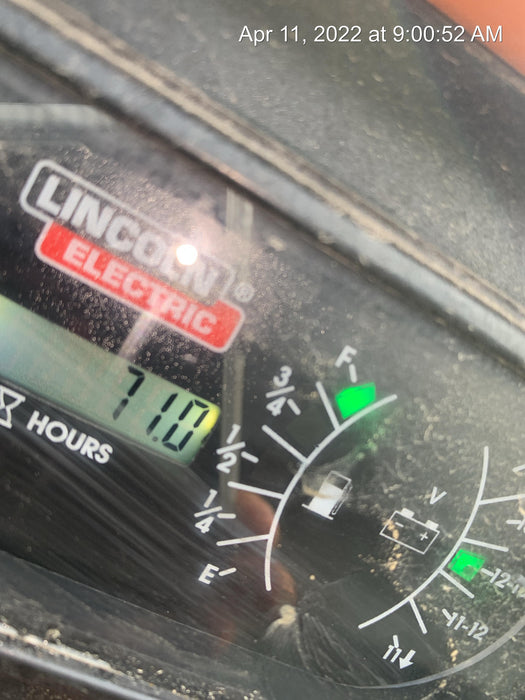 Apr 11, 2022 at 9:00:52 AM
LINCOLN
ELECTRIC
®
71.0
HOURS
F
3/4
1/2
1/4
E
V
- +
11-12
11